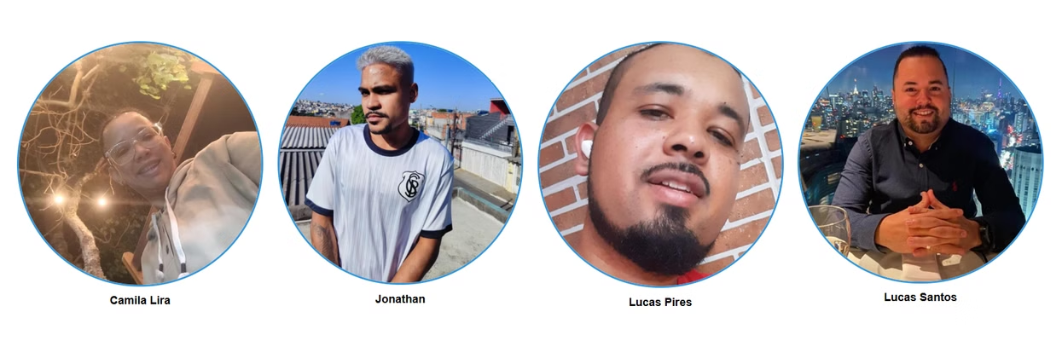 Camila Lira
Jonathan
Lucas Pires
Lucas Santos